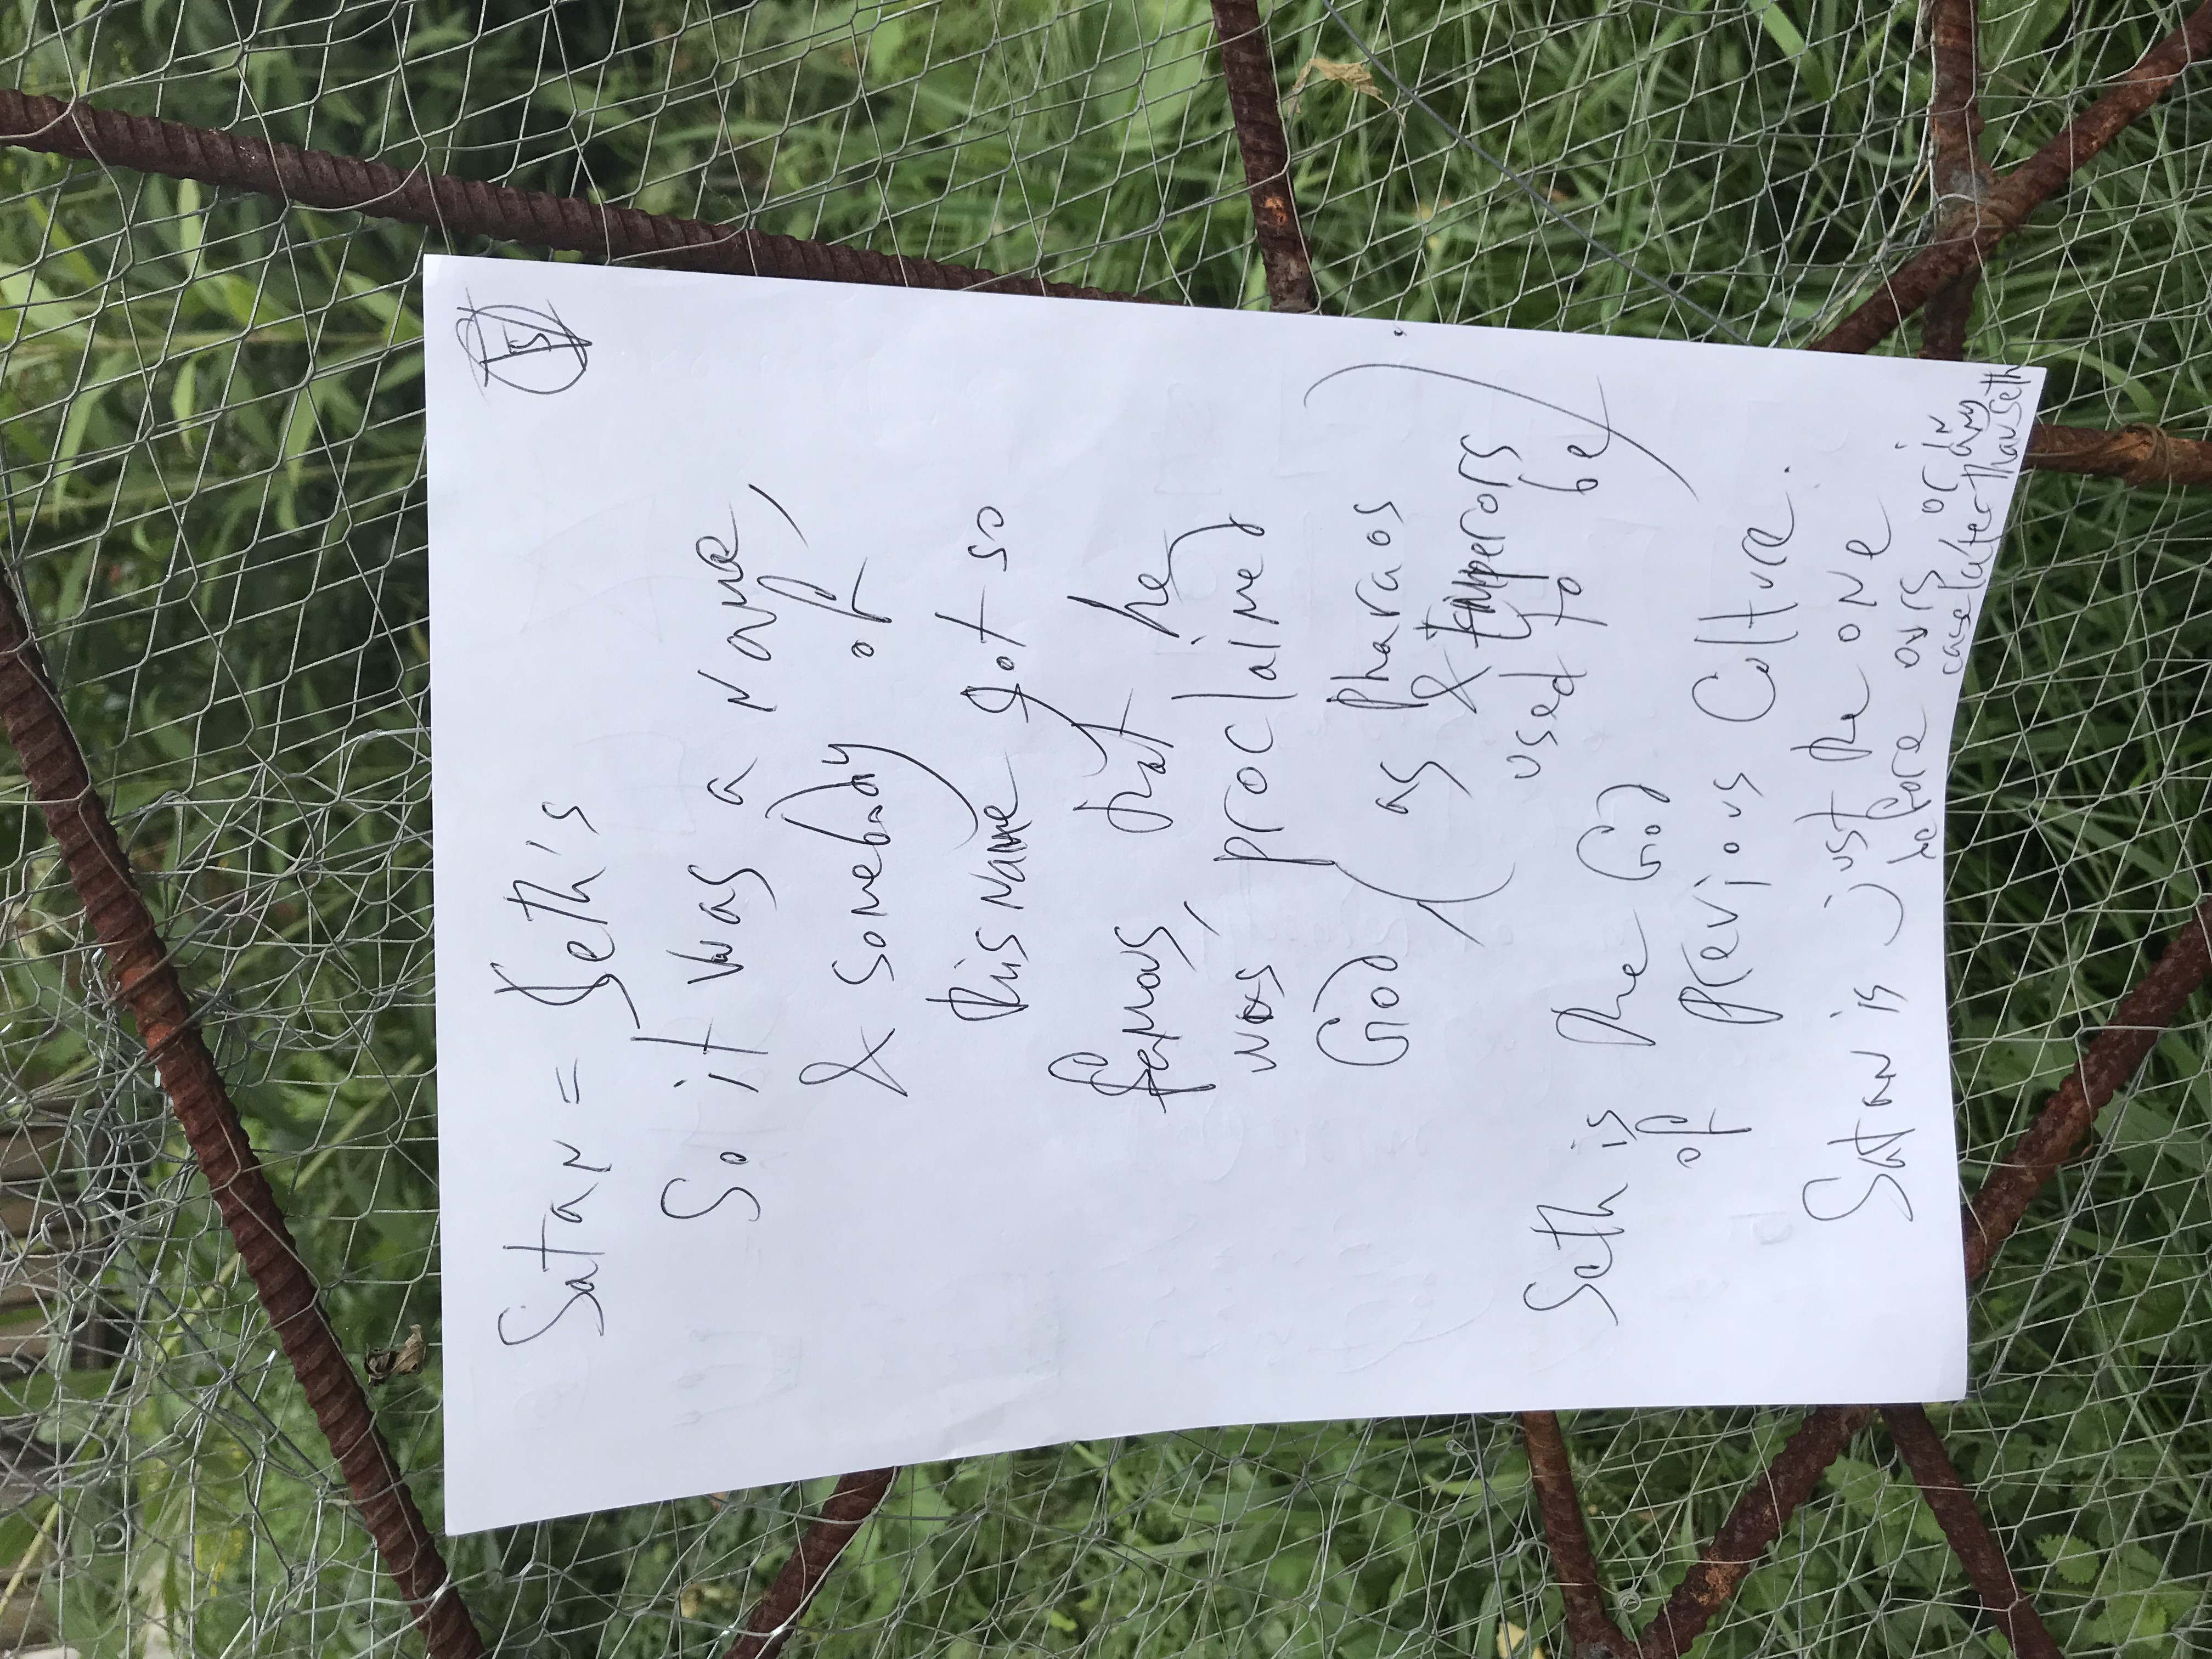 Satan = Seth's
So it was a name,
& somebody of
this name got so
famous, that he
was proclaimed
God, (as Pharaos
& Emperors
used to be).
Seth is the God
of previous Culture.
Satan is just the one
before ours, or in
any
case later than Seth